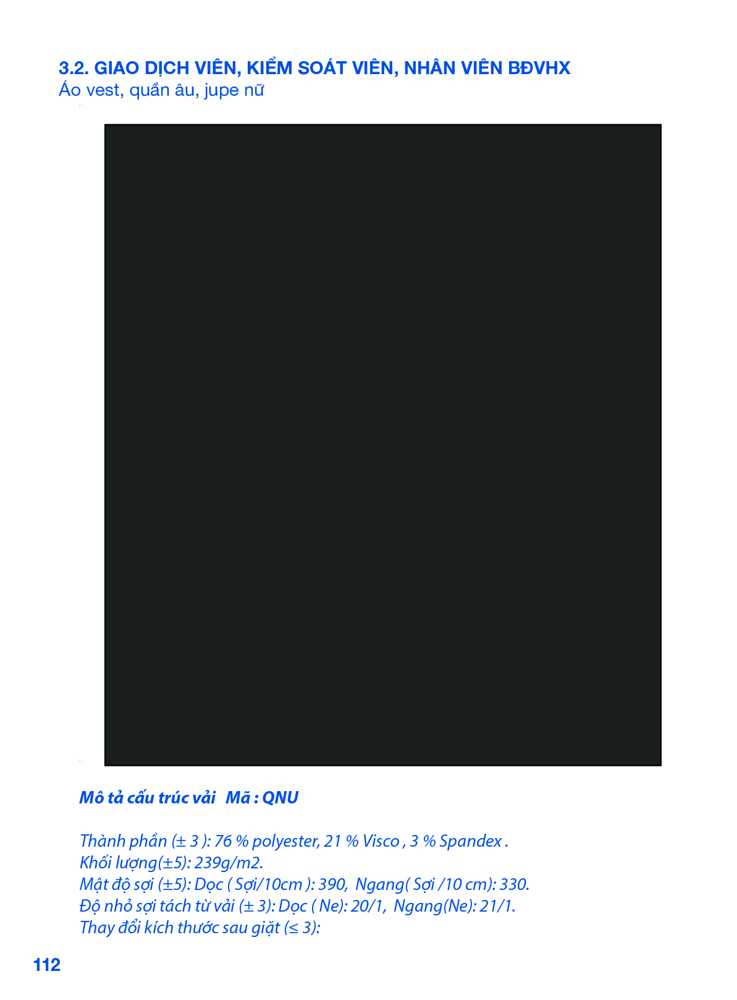 3.2. GIAO DỊCH VIÊN, KIỂM SOÁT VIÊN, NHÂN VIÊN BĐVHX
Áo vest, quần âu, jupe nữ
Mô tả cấu trúc vải Mã : QNU
Thành phần (± 3 ): 76 % polyester, 21 % Visco , 3 % Spandex .
Khối lượng(±5): 239g/m2.
Mật độ sợi (±5): Dọc ( Sợi/10cm ): 390, Ngang( Sợi /10 cm): 330.
Độ nhỏ sợi tách từ vải (± 3): Dọc ( Ne): 20/1, Ngang(Ne): 21/1.
Thay đổi kích thước sau giặt (≤ 3):
112